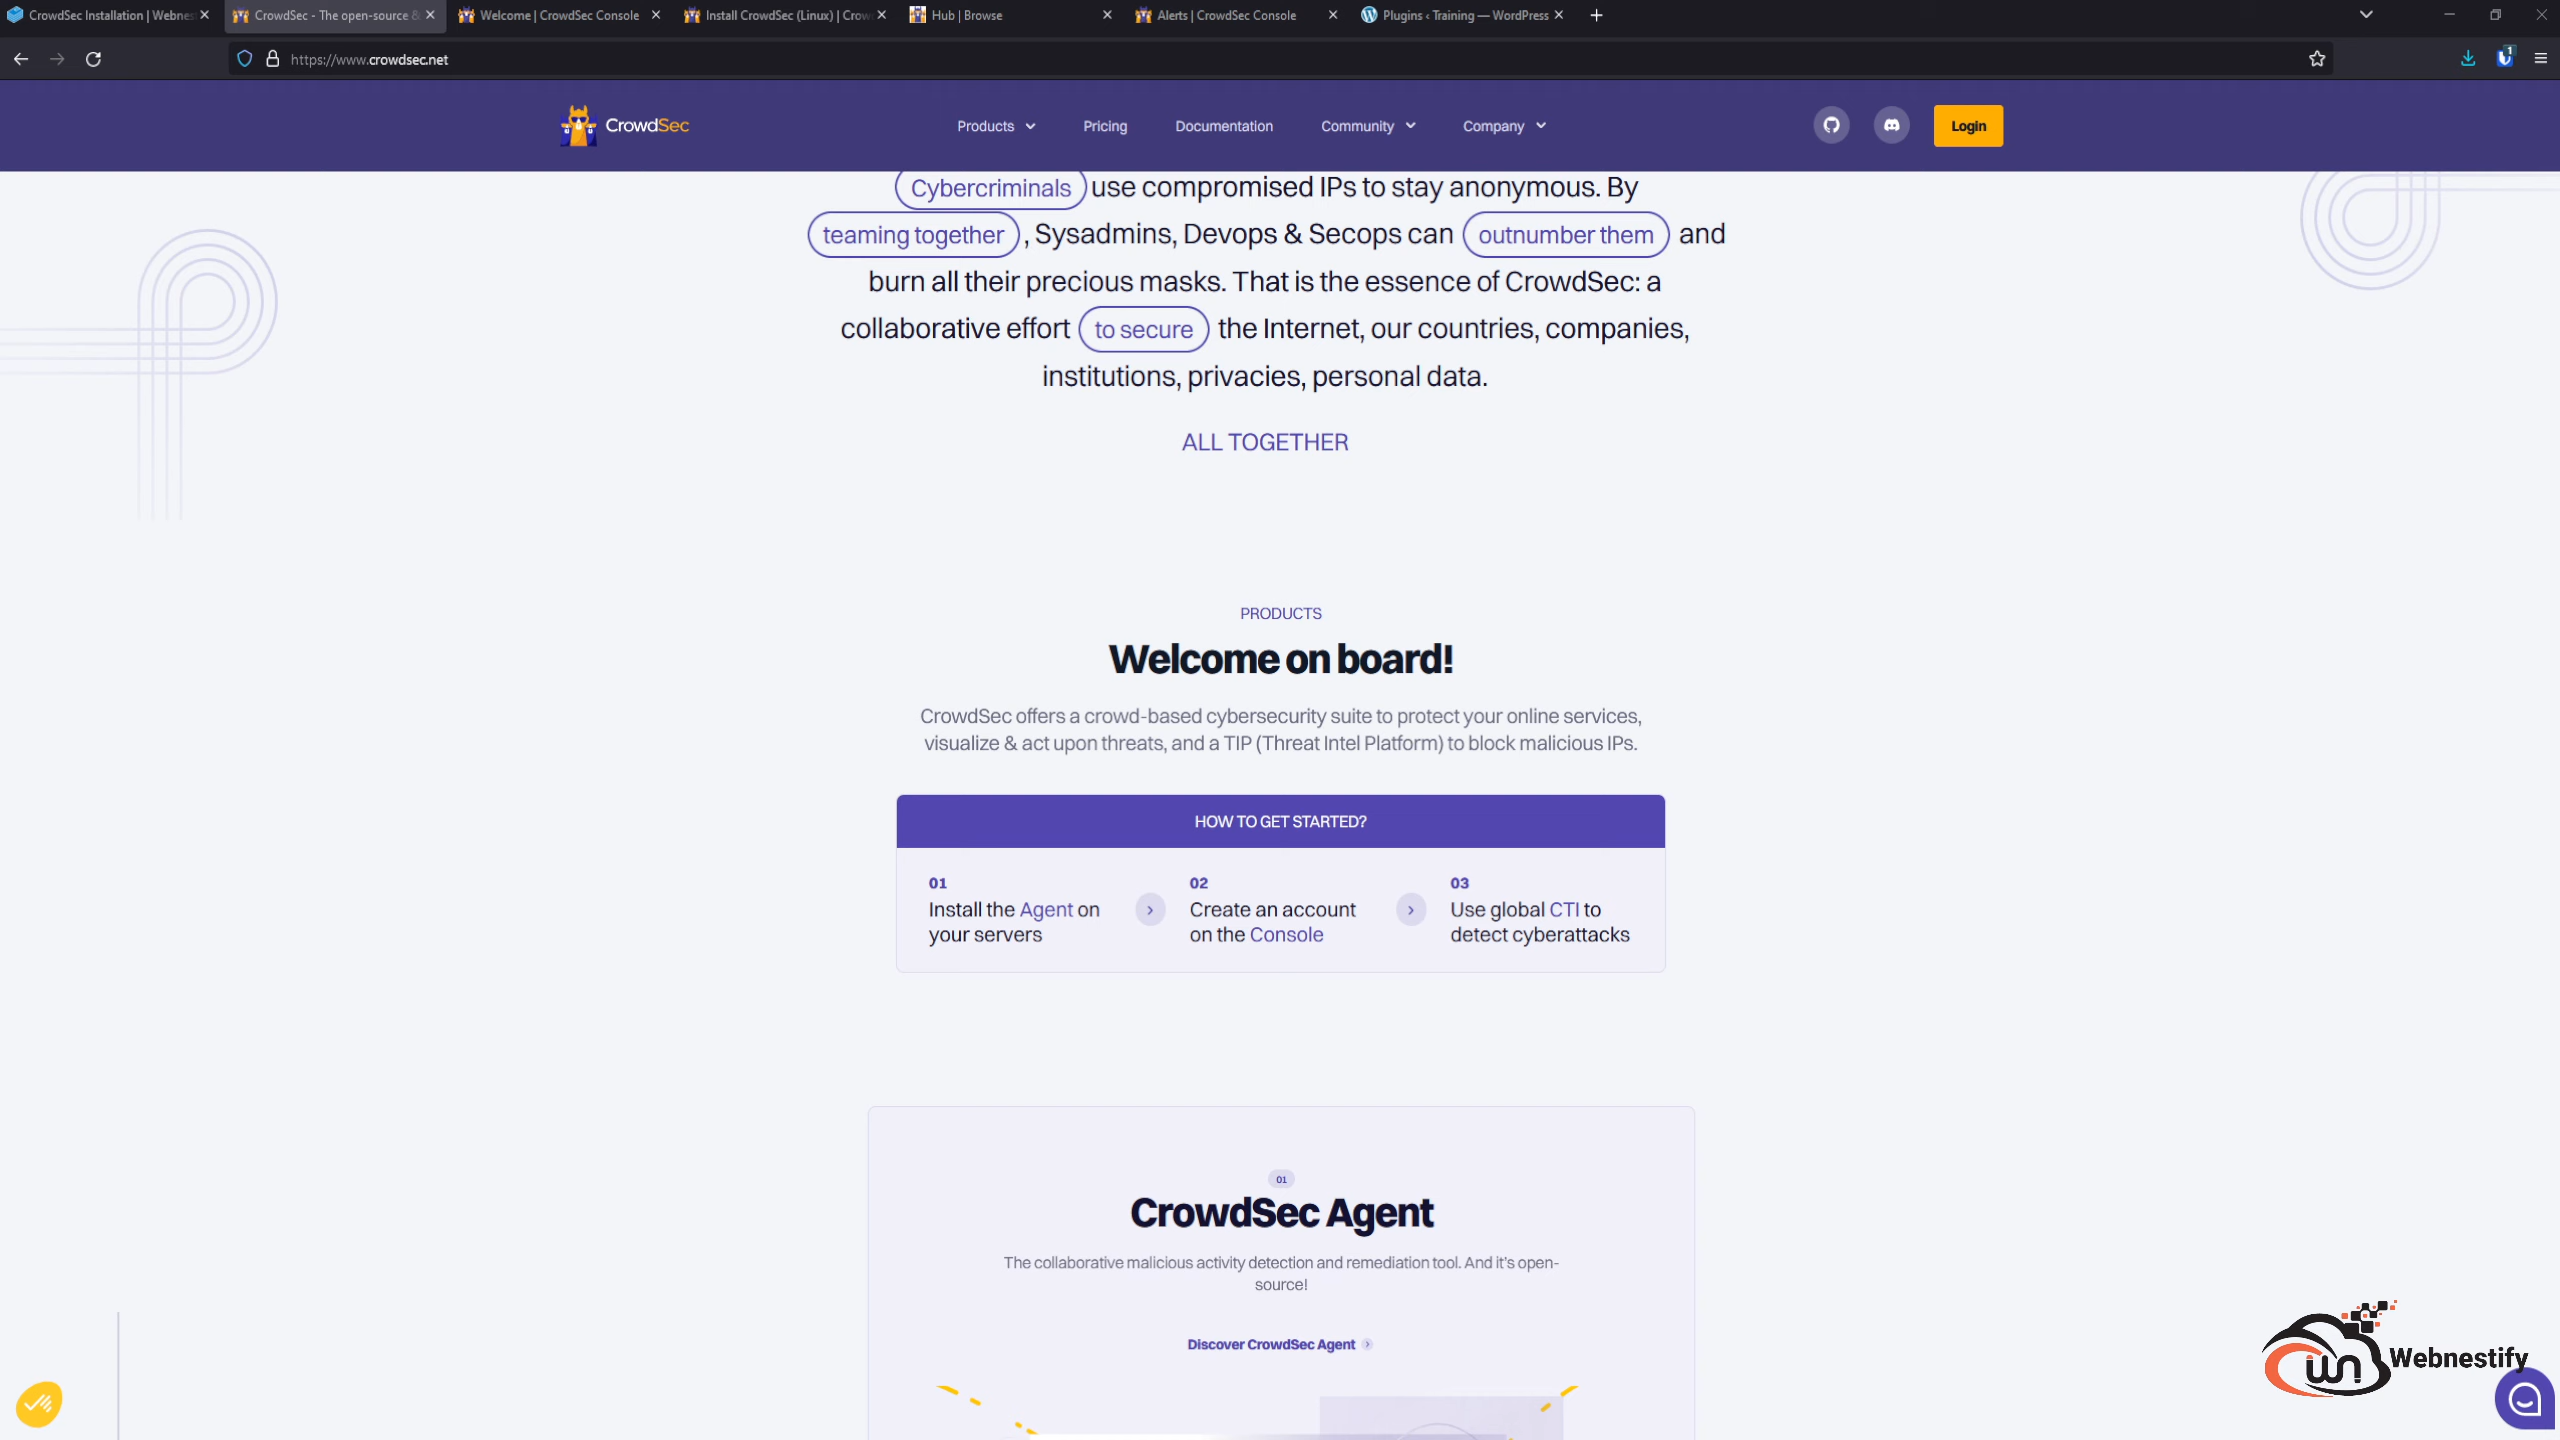 CrowdSec Installation | Webnes
CrowdSec - The open-source &
Welcome | CrowdSec Console
Install CrowdSec (Linux) | Crow
Hub | Browse
Alerts | CrowdSec Console
Plugins ‹ Training — WordPress
https://www.crowdsec.net
1
CrowdSec
Products
Pricing
Documentation
Community
Company
Login
Cybercriminals use compromised IPs to stay anonymous. By
teaming together , Sysadmins, Devops & Secops can outnumber them and
burn all their precious masks. That is the essence of CrowdSec: a
collaborative effort to secure the Internet, our countries, companies,
institutions, privacies, personal data.
ALL TOGETHER
PRODUCTS
Welcome on board!
CrowdSec offers a crowd-based cybersecurity suite to protect your online services,
visualize & act upon threats, and a TIP (Threat Intel Platform) to block malicious IPs.
HOW TO GET STARTED?
01
Install the Agent on
your servers
02
Create an account
on the Console
03
Use global CTI to
detect cyberattacks
01
CrowdSec Agent
The collaborative malicious activity detection and remediation tool. And it's open-
source!
Discover CrowdSec Agent
wn Webnestify